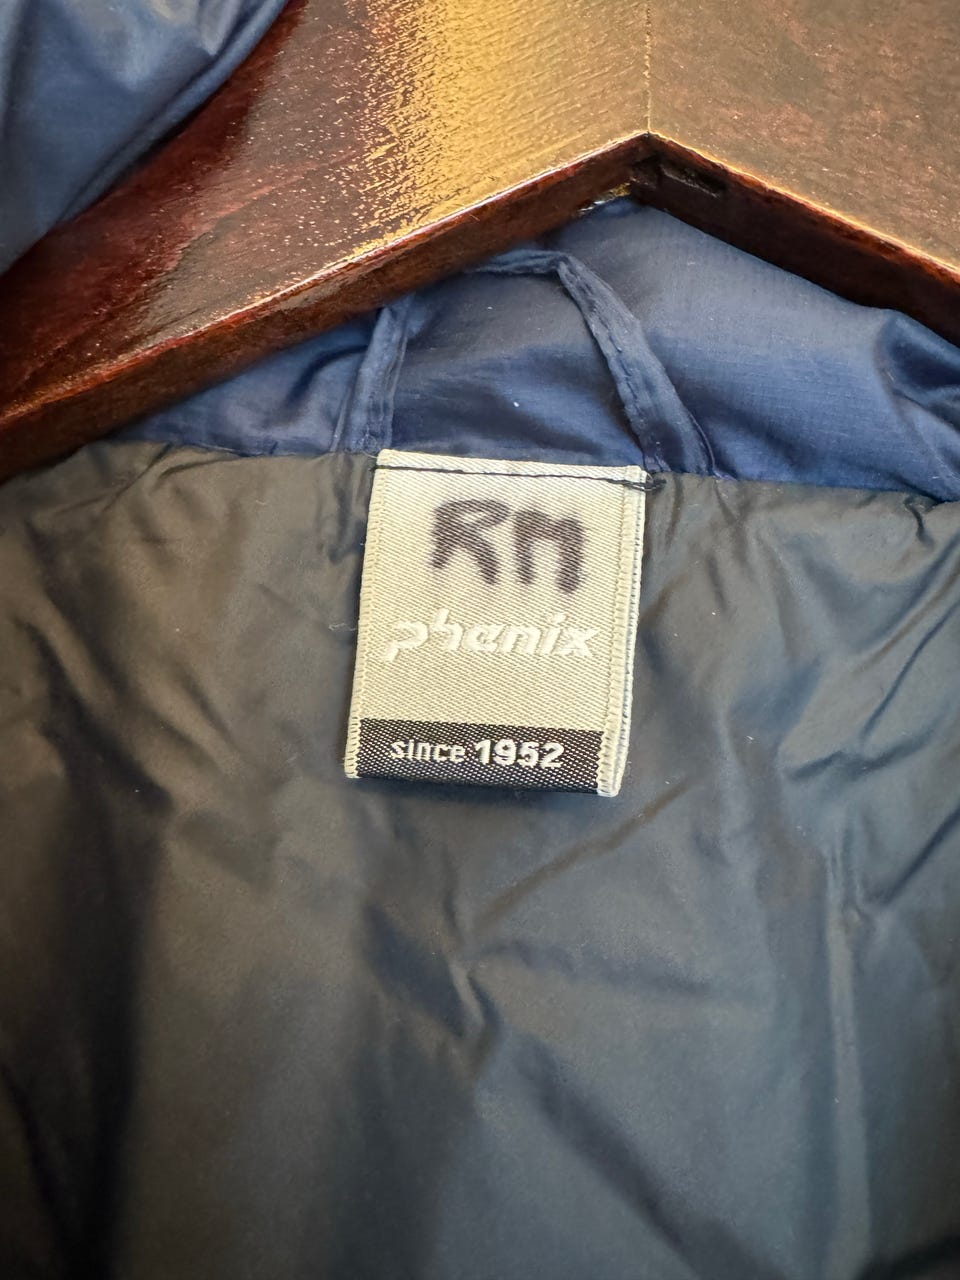 RM
phenix
since 1952